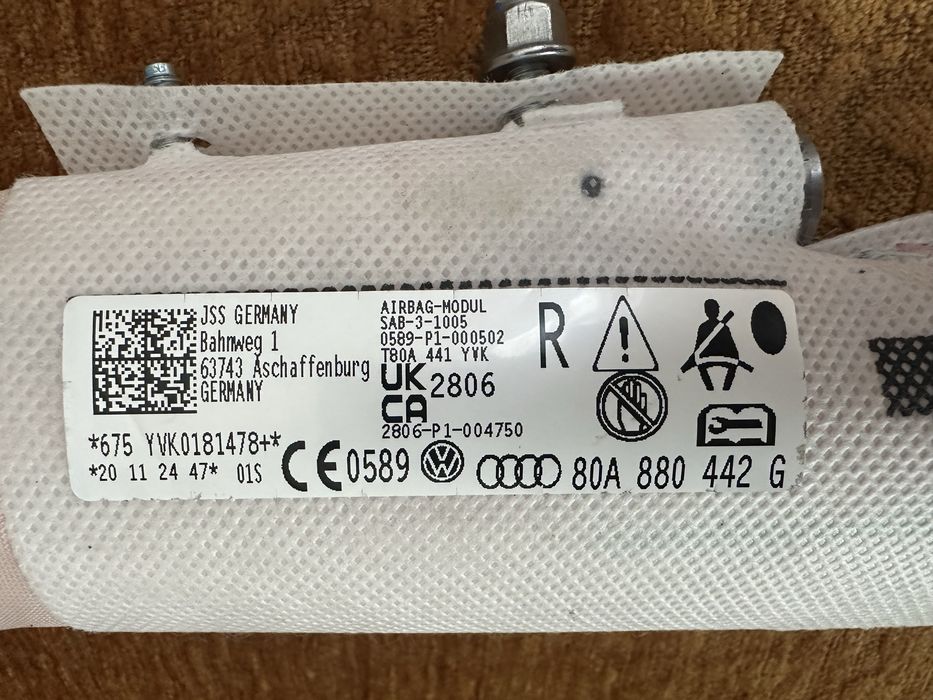 JSS GERMANY
Bahnweg 1
63743 Aschaffenburg
GERMANY
*675 YVK0181478+*
*20 11 24 47* 01S
AIRBAG-MODUL
SAB-3-1005
0589-P1-000502
T80A 441 YVK
UK
CA 2806
2806-P1-004750
R
CE 0589
80A 880 442 G